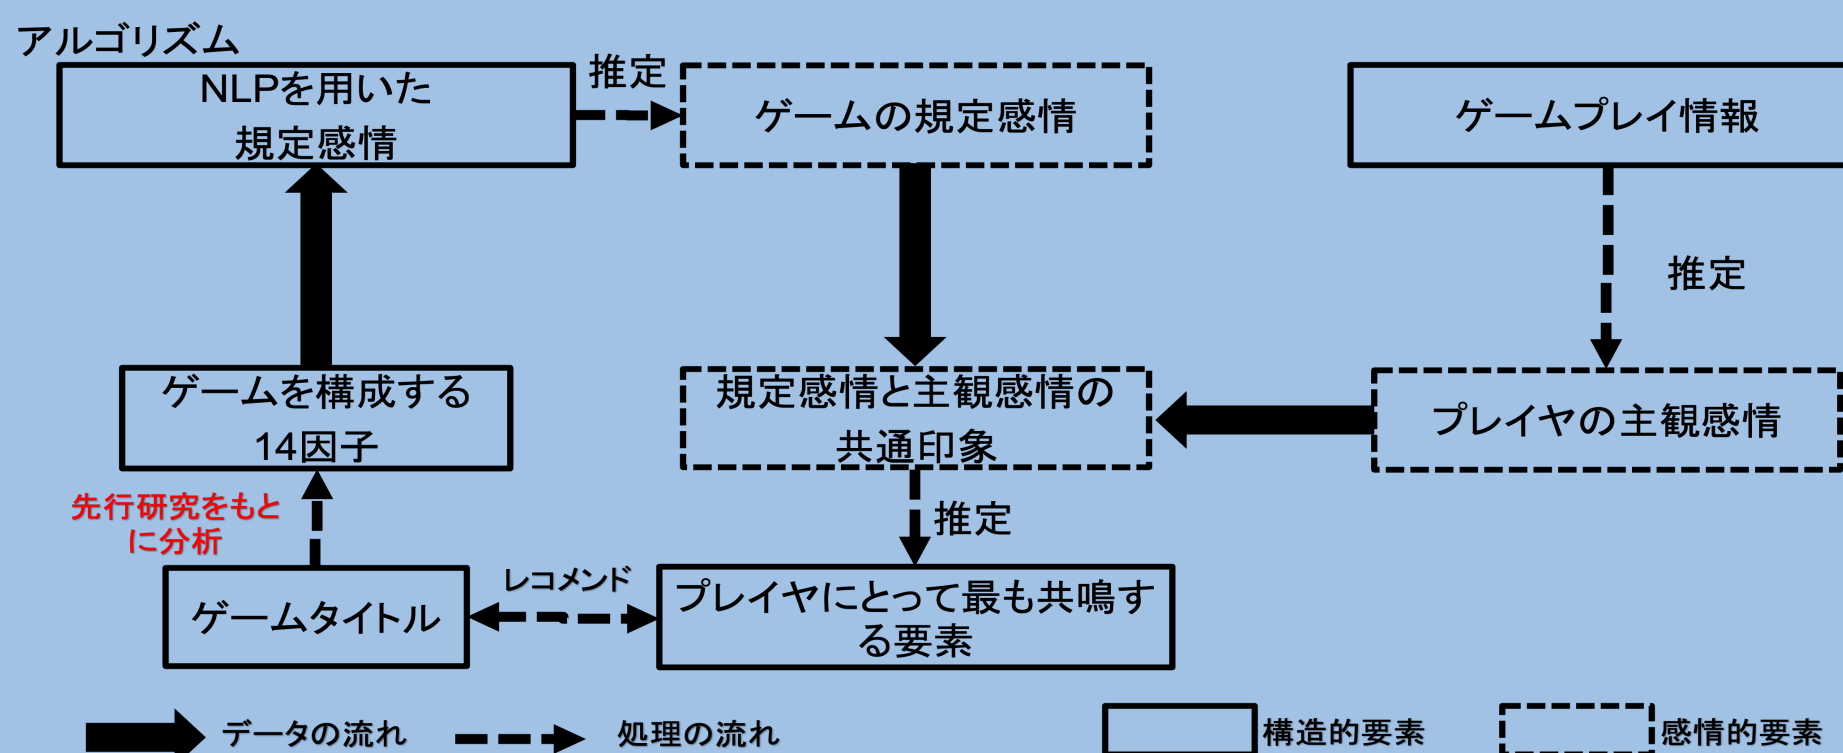 アルゴリズム
NLPを用いた
規定感情
推定
ゲームの規定感情
ゲームプレイ情報
推定
ゲームを構成する
14因子
規定感情と主観感情の
共通印象
プレイヤの主観感情
先行研究をもと
に分析
推定
ゲームタイトル
レコメンド
プレイヤにとって最も共鳴す
る要素
データの流れ
処理の流れ
構造的要素
感情的要素